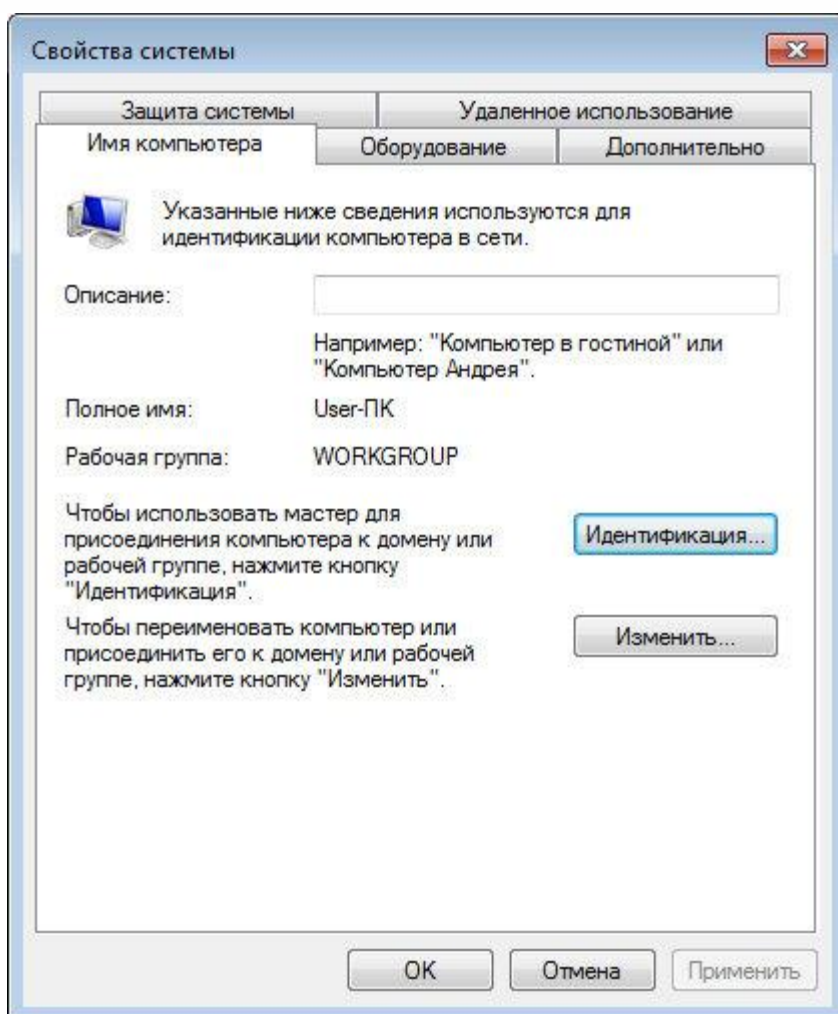 Свойства системы
Защита системы
Удаленное использование
Имя компьютера
Оборудование
Дополнительно
Указанные ниже сведения используются для
идентификации компьютера в сети.
Описание:
Например: "Компьютер в гостиной" или
"Компьютер Андрея".
Полное имя:
User-ПК
Рабочая группа:
WORKGROUP
Чтобы использовать мастер для
присоединения компьютера к домену или
рабочей группе, нажмите кнопку
"Идентификация".
Идентификация...
Чтобы переименовать компьютер или
присоединить его к домену или рабочей
группе, нажмите кнопку "Изменить".
Изменить...
OK
Отмена
Применить